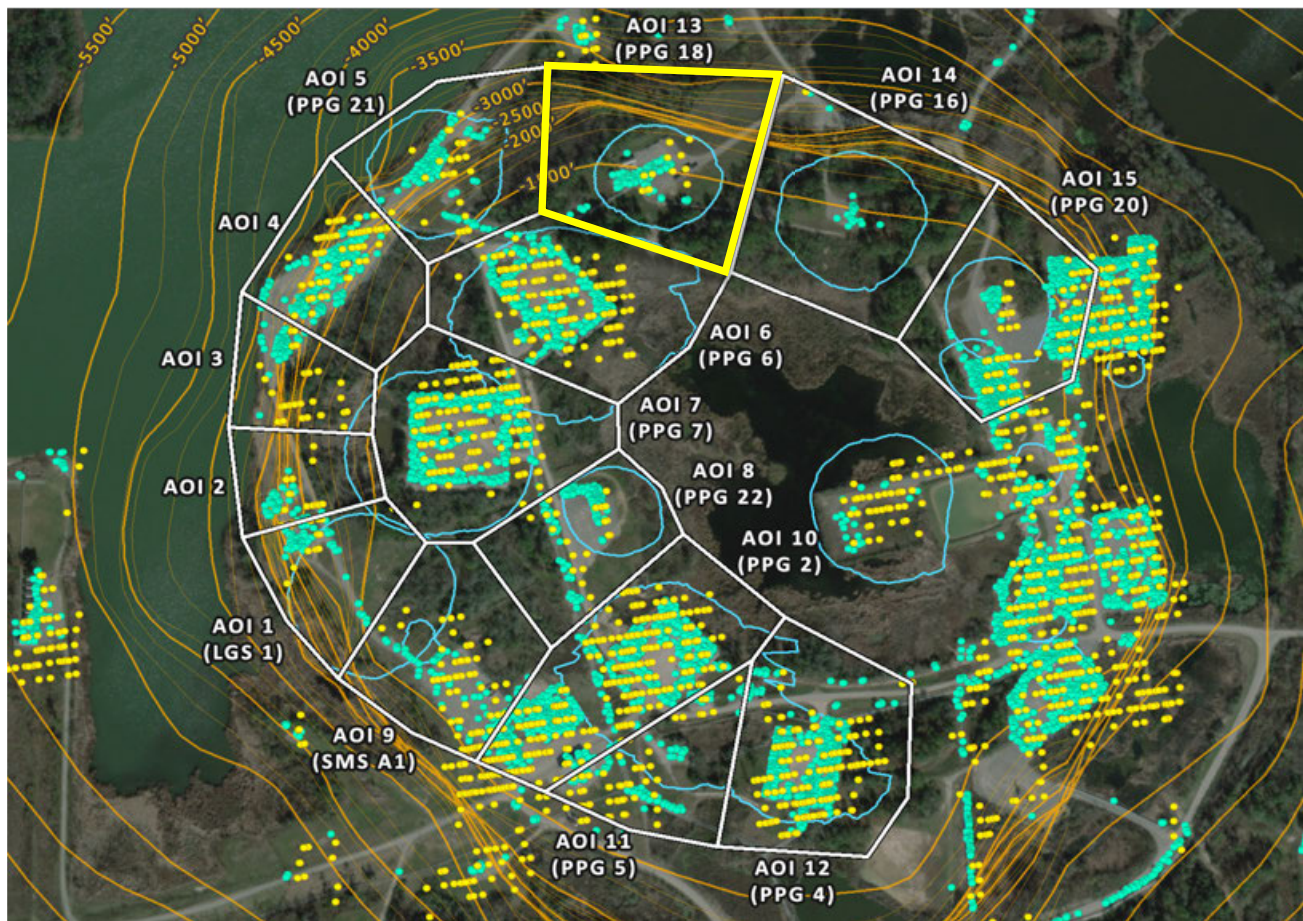 -5500'
-5000'
-4500'
-4000'
-3500'
-3000'
-2500'
AOI 13
(PPG 18)
AOI 14
(PPG 16)
AOI 5
(PPG 21)
AOI 15
(PPG 20)
AOI 4
AOI 3
AOI 6
(PPG 6)
AOI 7
(PPG 7)
AOI 8
(PPG 22)
AOI 2
AOI 10
(PPG 2)
AOI 1
(LGS 1)
AOI 9
(SMS A1)
AOI 11
(PPG 5)
AOI 12
(PPG 4)